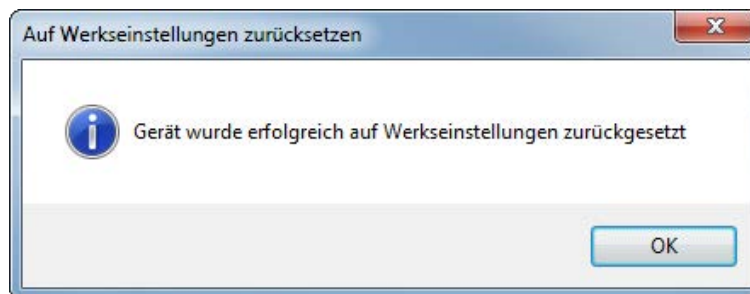 Auf Werkseinstellungen zurücksetzen
Gerät wurde erfolgreich auf Werkseinstellungen zurückgesetzt
OK